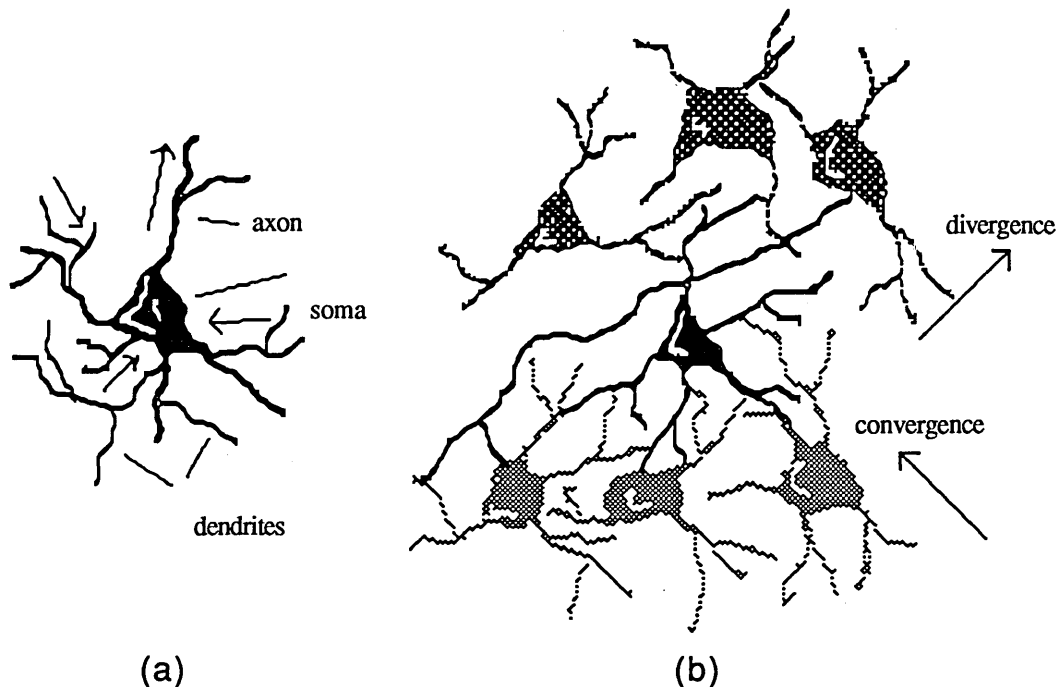 axon
soma
dendrites
(a)
divergence
convergence
(b)